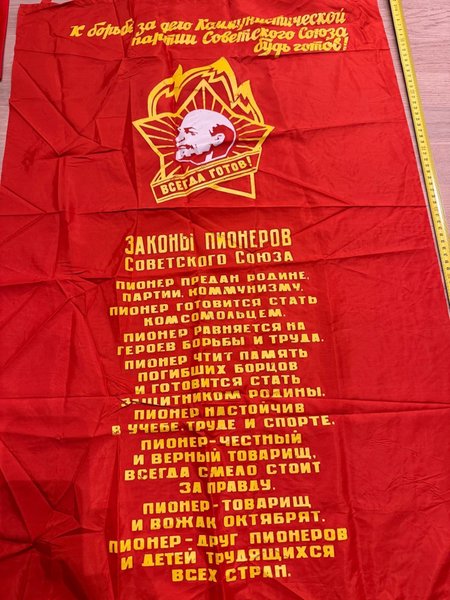 К борьбе за дело Коммунистической
партии Советского Союза
будь готов!
ВСЕГДА ГОТОВ!
ЗАКОНЫ ПИОНЕРОВ
СОВЕТСКОГО СОЮЗА
ПИОНЕР ПРЕДАН РОДИНЕ,
ПАРТИИ, КОММУНИЗМУ.
ПИОНЕР ГОТОВИТСЯ СТАТЬ
КОМСОМОЛЬЦЕМ.
ПИОНЕР РАВНЯЕТСЯ НА
ГЕРОЕВ БОРЬБЫ И ТРУДА.
ПИОНЕР ЧТИТ ПАМЯТЬ
ПОГИБШИХ БОРЦОВ
И ГОТОВИТСЯ СТАТЬ
ЗАЩИТНИКОМ РОДИНЫ.
ПИОНЕР НАСТОЙЧИВ
В УЧЕБЕ, ТРУДЕ И СПОРТЕ.
ПИОНЕР-ЧЕСТНЫЙ
И ВЕРНЫЙ ТОВАРИЩ,
ВСЕГДА СМЕЛО СТОИТ
ЗА ПРАВДУ.
ПИОНЕР-ТОВАРИЩ
И ВОЖАК ОКТЯБРЯТ.
ПИОНЕР-ДРУГ ПИОНЕРОВ
И ДЕТЕЙ ТРУДЯЩИХСЯ
ВСЕХ СТРАН.